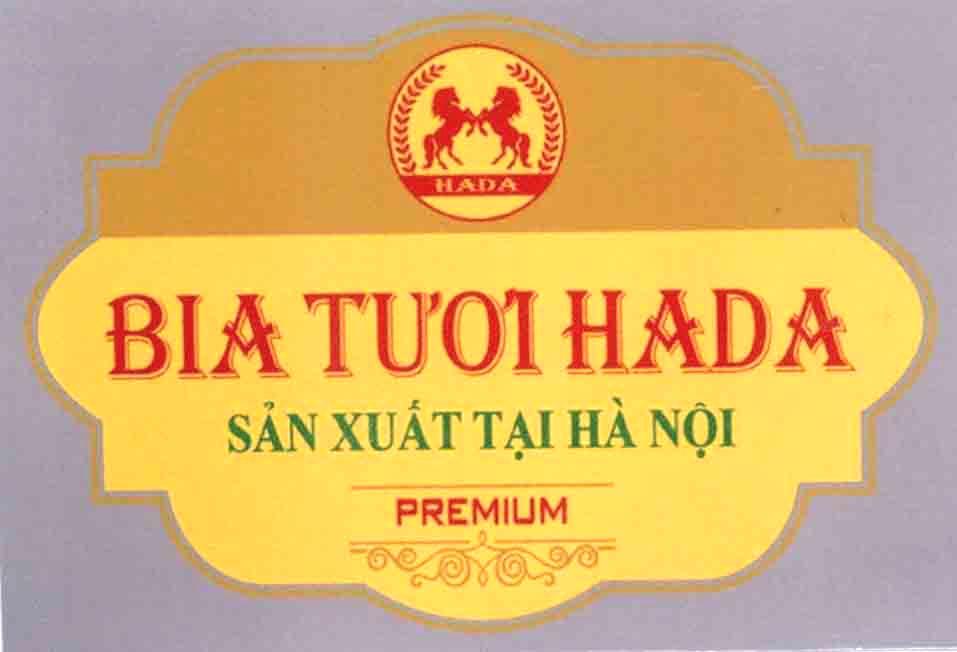 HADA
BIA TƯƠI HADA
SẢN XUẤT TẠI HÀ NỘI
PREMIUM